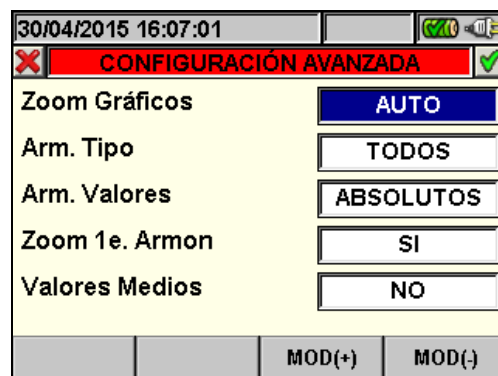 30/04/2015 16:07:01
CONFIGURACIÓN AVANZADA
Zoom Gráficos AUTO
Arm. Tipo TODOS
Arm. Valores ABSOLUTOS
Zoom 1e. Armon SI
Valores Medios NO
MOD(+) MOD(-)